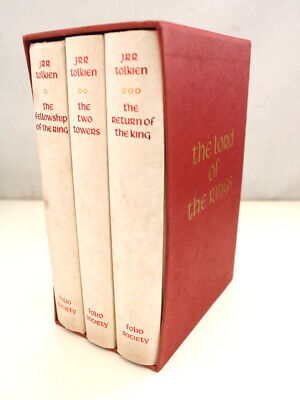 JRR
tolkien
the fellowship
of the ring
folio
society
JRR
tolkien
the two
towers
folio
society
JRR
tolkien
the return of
the king
folio
society
the lord
of
the rings